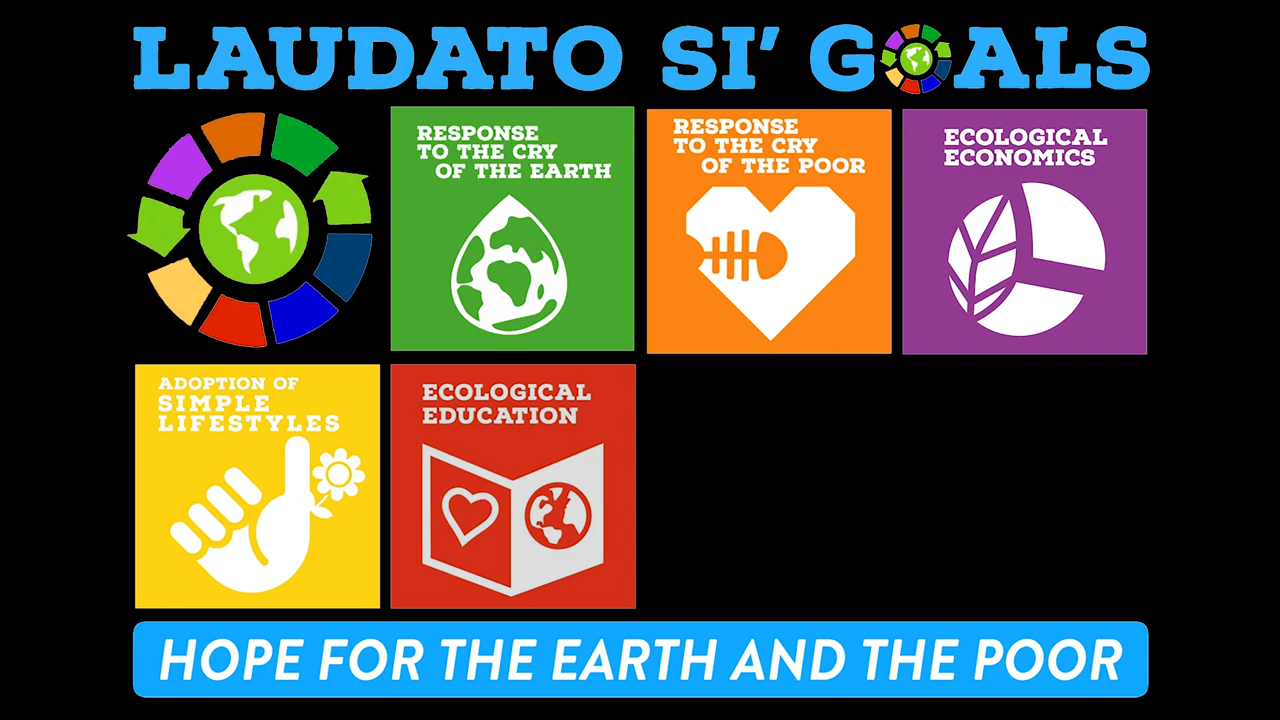 LAUDATO SI' GOALS
RESPONSE
TO THE CRY
OF THE EARTH
RESPONSE
TO THE CRY
OF THE POOR
ECOLOGICAL
ECONOMICS
ADOPTION OF
SIMPLE
LIFESTYLES
ECOLOGICAL
EDUCATION
HOPE FOR THE EARTH AND THE POOR